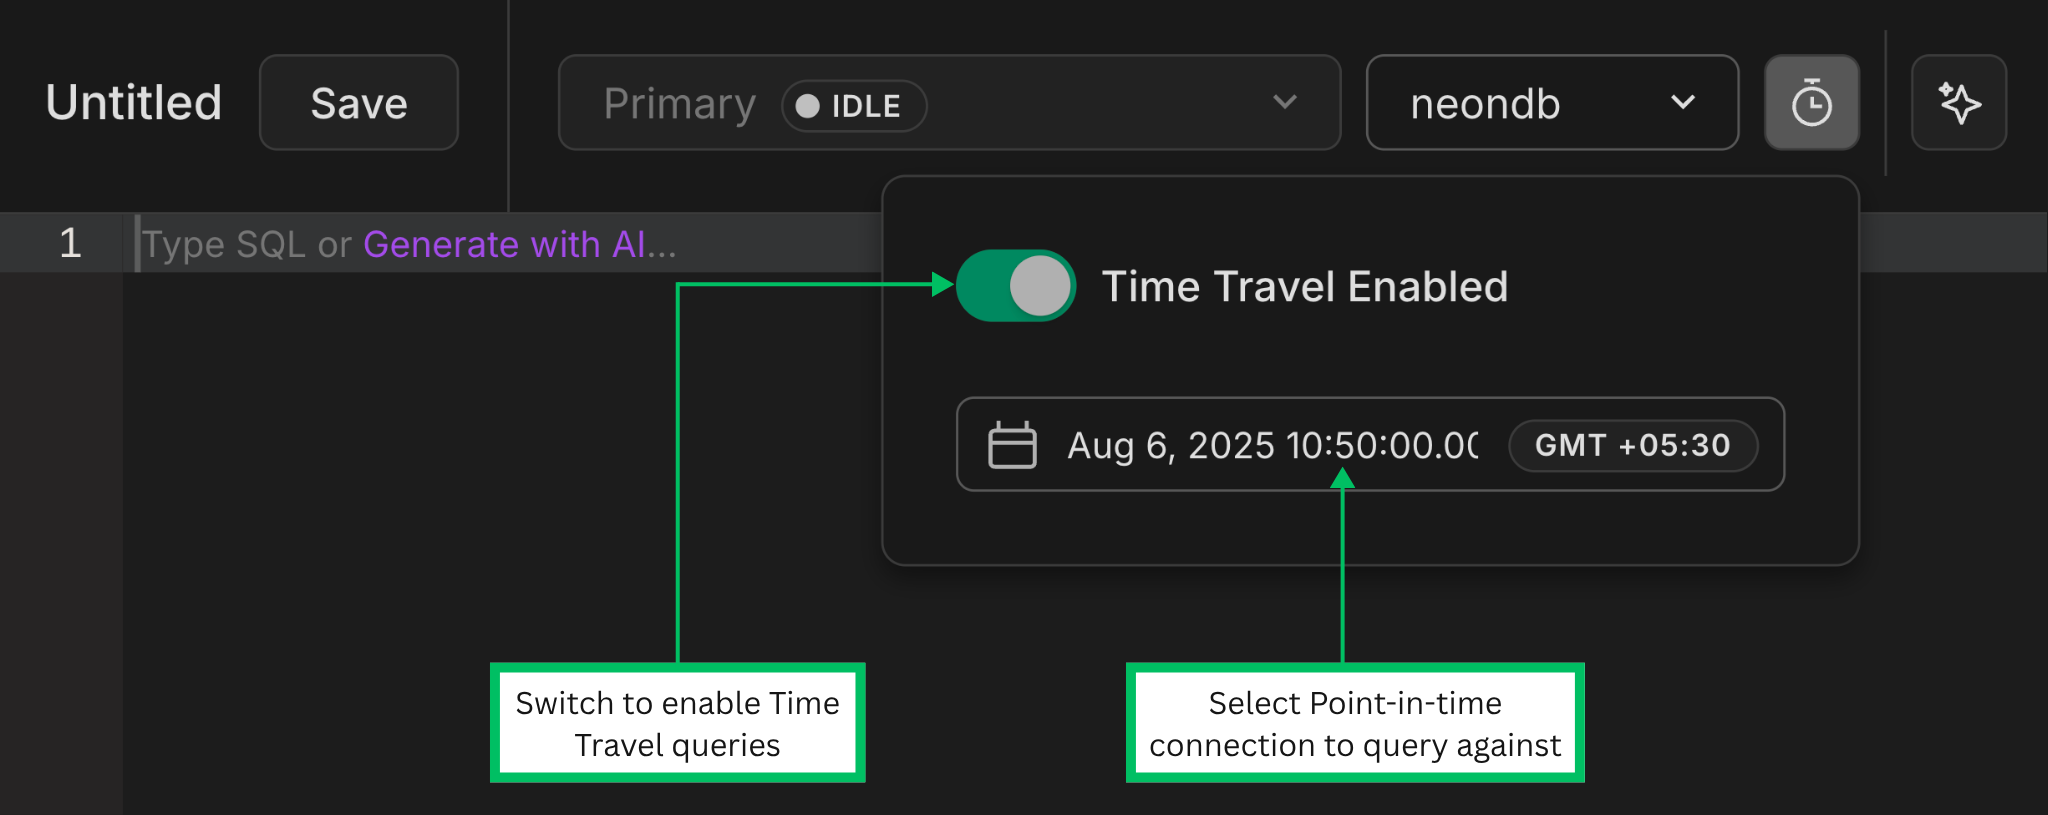 Untitled
Save
Primary
IDLE
neondb
1
Type SQL or Generate with AI...
Time Travel Enabled
Aug 6, 2025 10:50:00.0
GMT +05:30
Switch to enable Time
Travel queries
Select Point-in-time
connection to query against